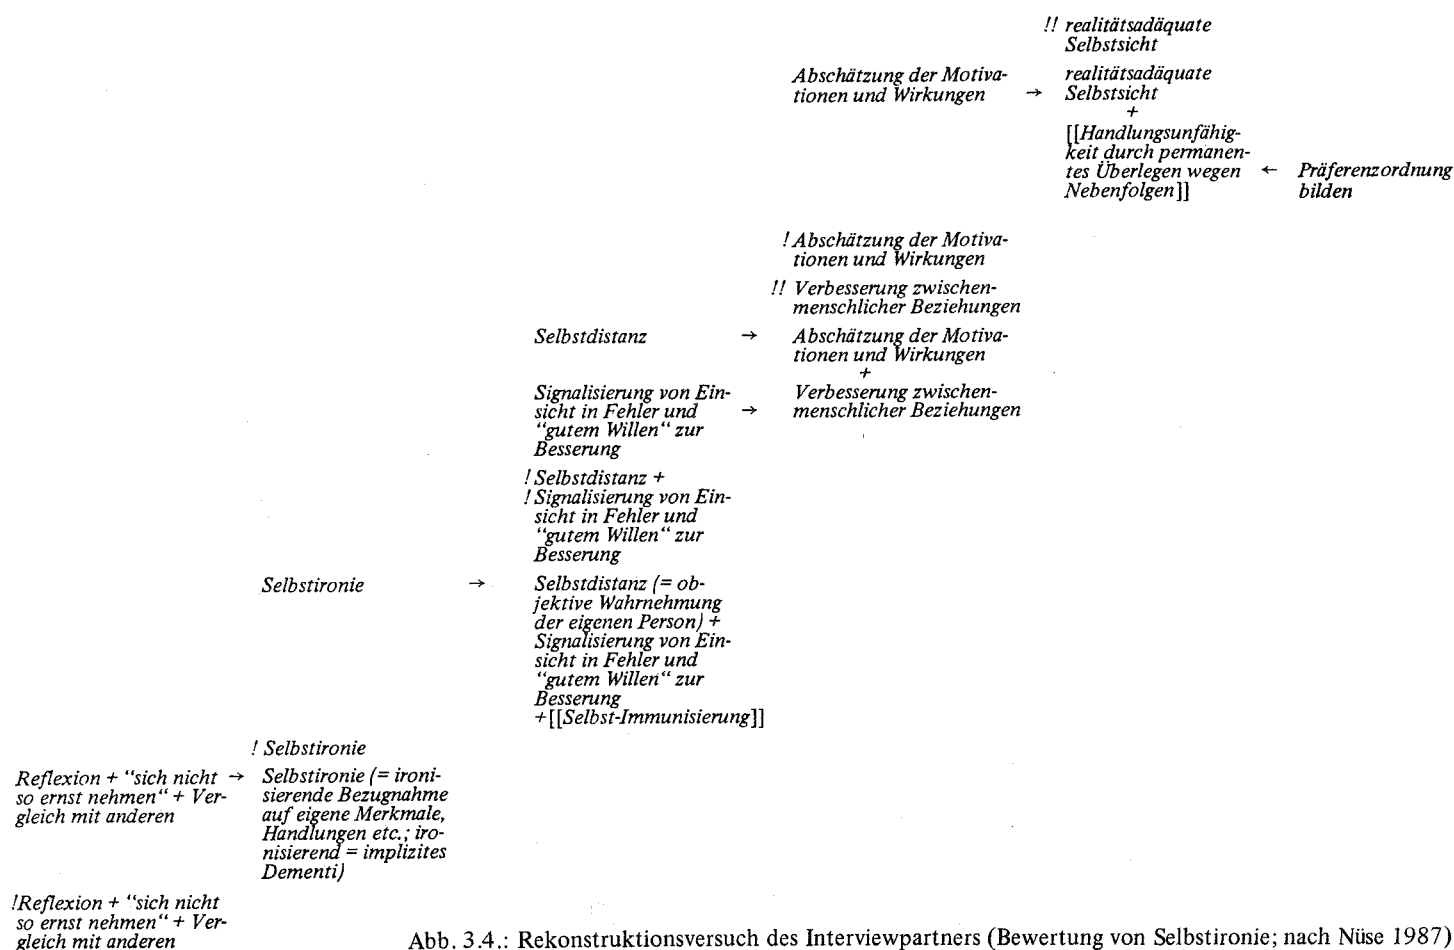 !! realitätsadäquate
Selbstsicht
Abschätzung der Motiva-
tionen und Wirkungen
→
realitätsadäquate
Selbstsicht
+
[[Handlungsunfähig-
keit durch permanen-
tes Überlegen wegen
Nebenfolgen]]
←
Präferenzordnung
bilden
! Abschätzung der Motiva-
tionen und Wirkungen
!! Verbesserung zwischen-
menschlicher Beziehungen
Selbstdistanz
→
Abschätzung der Motiva-
tionen und Wirkungen
+
Signalisierung von Ein-
sicht in Fehler und
“gutem Willen“ zur
Besserung
→
Verbesserung zwischen-
menschlicher Beziehungen
! Selbstdistanz +
! Signalisierung von Ein-
sicht in Fehler und
“gutem Willen“ zur
Besserung
Selbstironie
→
Selbstdistanz (= ob-
jektive Wahrnehmung
der eigenen Person) +
Signalisierung von Ein-
sicht in Fehler und
“gutem Willen“ zur
Besserung
+[[Selbst-Immunisierung]]
! Selbstironie
Reflexion + “sich nicht
so ernst nehmen“ + Ver-
gleich mit anderen
→
Selbstironie (= ironi-
sierende Bezugnahme
auf eigene Merkmale,
Handlungen etc.; iro-
nisierend = implizites
Dementi)
!Reflexion + “sich nicht
so ernst nehmen“ + Ver-
gleich mit anderen
Abb. 3.4.: Rekonstruktionsversuch des Interviewpartners (Bewertung von Selbstironie; nach Nüse 1987)